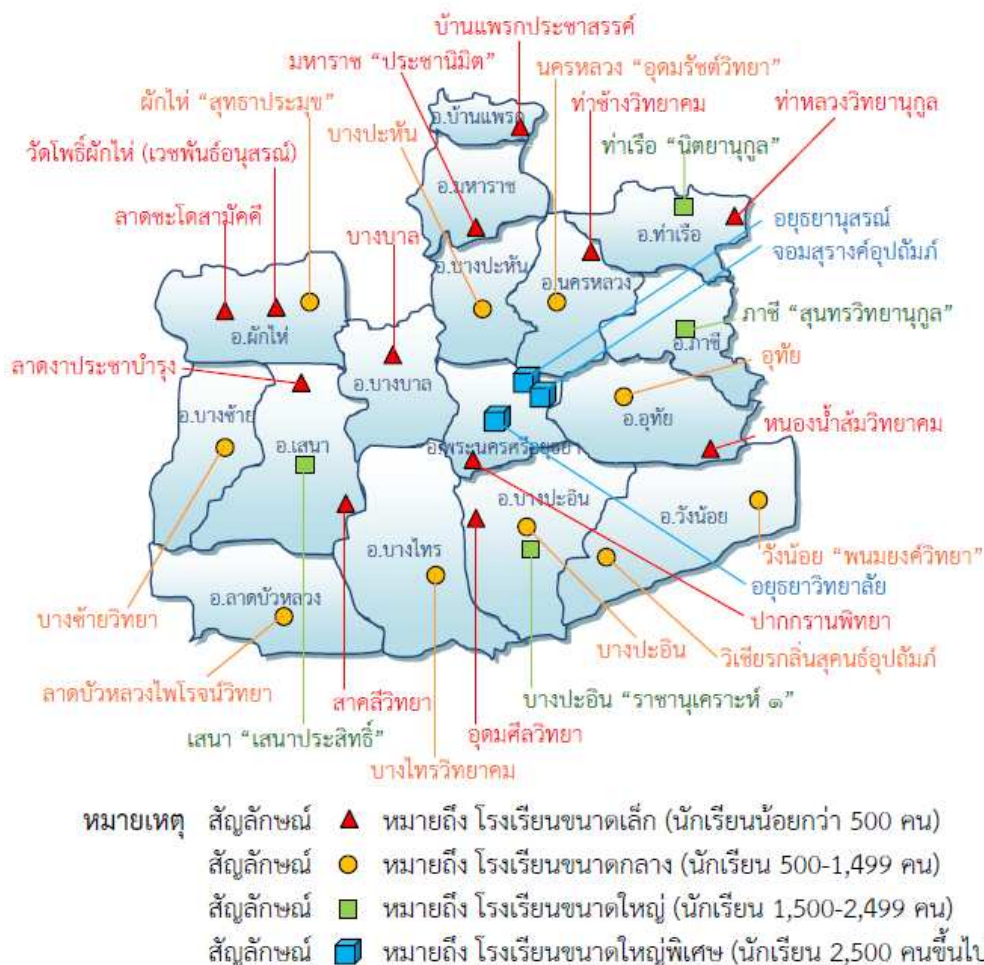 บ้านแพรกประชาสรรค์
มหาราช “ประชานิมิต”
นครหลวง “อุดมรัชต์วิทยา”
ผักไห่ “สุทธาประมุข”
บางปะหัน
ท่าช้างวิทยาคม
ท่าหลวงวิทยานุกูล
อ.บ้านแพรก
วัดโพธิ์ผักไห่ (เวชพันธ์อนุสรณ์)
ท่าเรือ “นิตยานุกูล”
อ.มหาราช
ลาดชะโดสามัคคี
บางบาล
อยุธยานุสรณ์
อ.ท่าเรือ
จอมสุรางค์อุปถัมภ์
อ.บางปะหัน
อ.นครหลวง
ภาชี “สุนทรวิทยานุกูล”
อ.ผักไห่
อ.ภาชี
ลาดงาประชาบำรุง
อุทัย
อ.บางบาล
อ.บางซ้าย
อ.อุทัย
หนองน้ำส้มวิทยาคม
อ.เสนา
อ.พระนครศรีอยุธยา
อ.บางปะอิน
อ.วังน้อย
อ.บางไทร
วังน้อย “พนมยงค์วิทยา”
อ.ลาดบัวหลวง
อยุธยาวิทยาลัย
บางซ้ายวิทยา
ปากกรานพิทยา
บางปะอิน
วิเชียรกลิ่นสุคนธ์อุปถัมภ์
ลาดบัวหลวงไพโรจน์วิทยา
สาคลีวิทยา
บางปะอิน “ราชานุเคราะห์ ๑”
เสนา “เสนาประสิทธิ์”
อุดมศีลวิทยา
บางไทรวิทยาคม
หมายเหตุ สัญลักษณ์ หมายถึง โรงเรียนขนาดเล็ก (นักเรียนน้อยกว่า 500 คน)
สัญลักษณ์ หมายถึง โรงเรียนขนาดกลาง (นักเรียน 500-1,499 คน)
สัญลักษณ์ หมายถึง โรงเรียนขนาดใหญ่ (นักเรียน 1,500-2,499 คน)
สัญลักษณ์ หมายถึง โรงเรียนขนาดใหญ่พิเศษ (นักเรียน 2,500 คนขึ้นไป